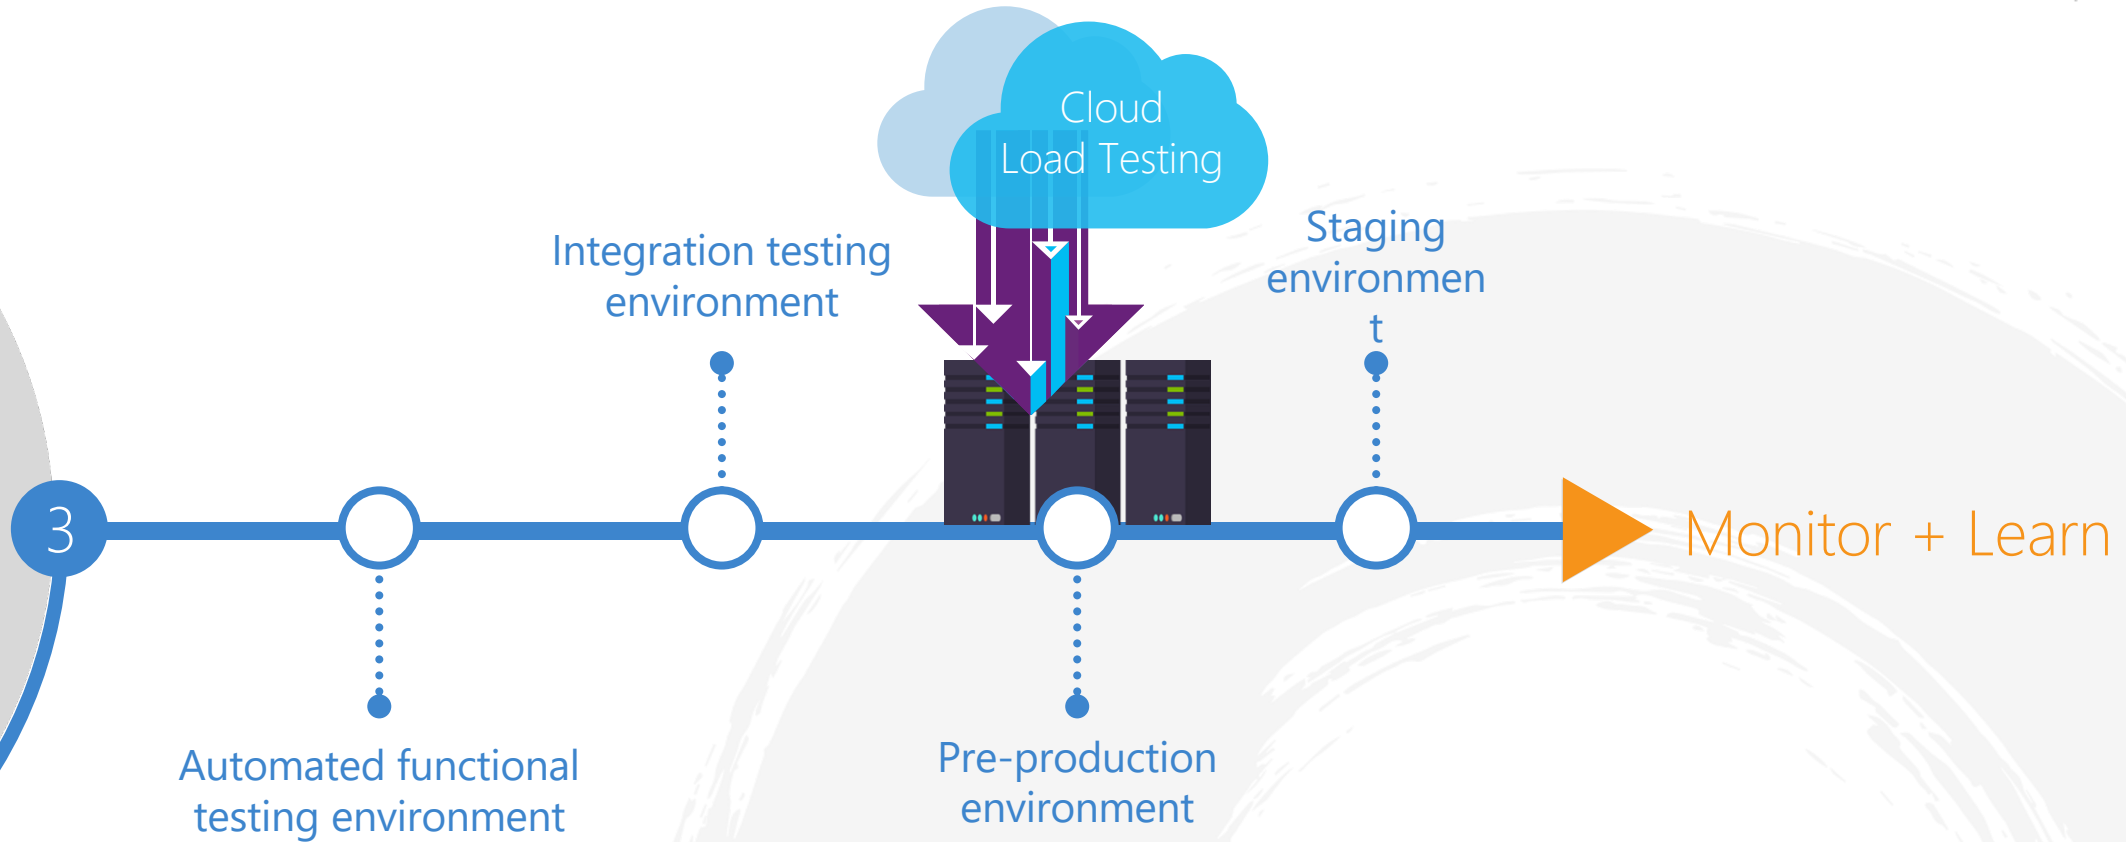 Cloud
Load Testing
Integration testing
environment
Staging
environmen
t
3
Monitor + Learn
Automated functional
testing environment
Pre-production
environment